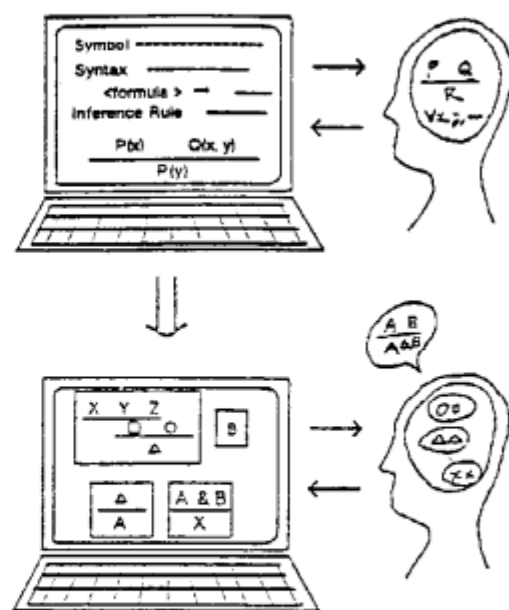 Symbol
Syntax
<formula >
Inference Rule
P(x) Q(x, y)
P(y)
P Q
R
∀x
A B
A&B
X Y Z
□ ○
△
B
△
A
A & B
X
○○
△△
x x